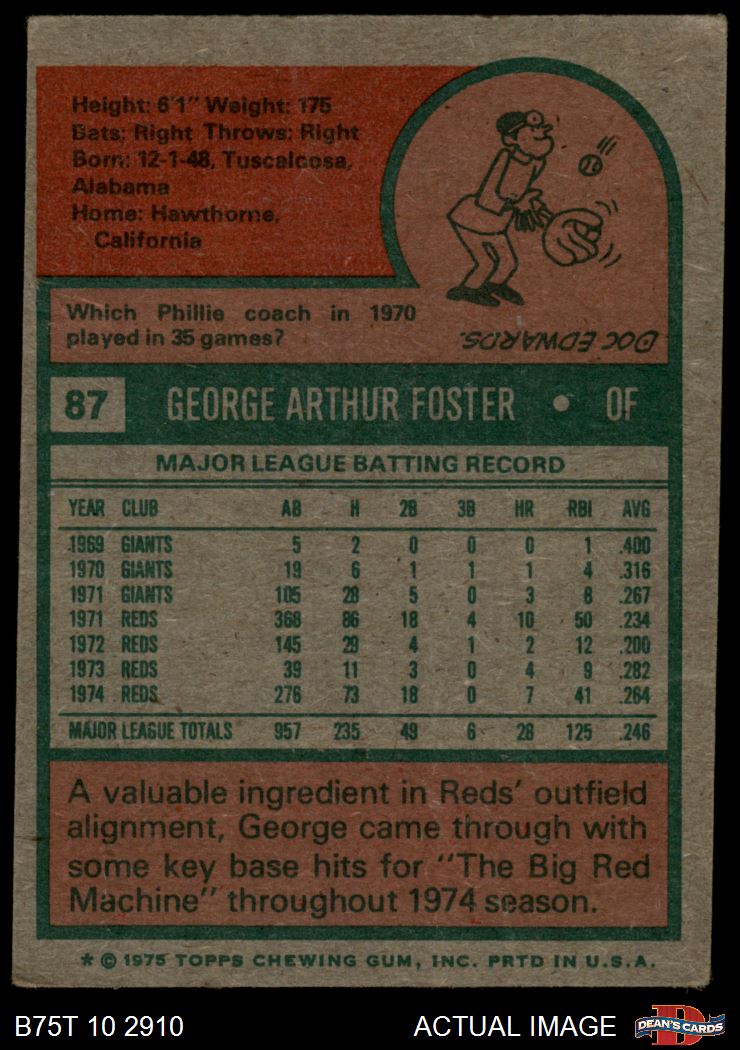 Height: 6'1" Weight: 175
Bats: Right Throws: Right
Born: 12-1-48, Tuscalcosa,
Alabama
Home: Hawthorne,
California
Which Phillie coach in 1970
played in 35 games?
DOC EDWARDS.
87 GEORGE ARTHUR FOSTER • OF
MAJOR LEAGUE BATTING RECORD
YEAR CLUB AB H 2B 3B HR RBI AVG
1969 GIANTS 5 2 0 0 0 1 .400
1970 GIANTS 19 6 1 1 1 4 .316
1971 GIANTS 105 28 5 0 3 8 .267
1971 REDS 368 86 18 4 10 50 .234
1972 REDS 145 29 4 1 2 12 .200
1973 REDS 39 11 3 0 4 9 .282
1974 REDS 276 73 18 0 7 41 .264
MAJOR LEAGUE TOTALS 957 235 49 6 28 125 .246
A valuable ingredient in Reds' outfield
alignment, George came through with
some key base hits for "The Big Red
Machine" throughout 1974 season.
* © 1975 TOPPS CHEWING GUM, INC. PRTD IN U.S.A.
B75T 10 2910 ACTUAL IMAGE D DEAN'S CARDS